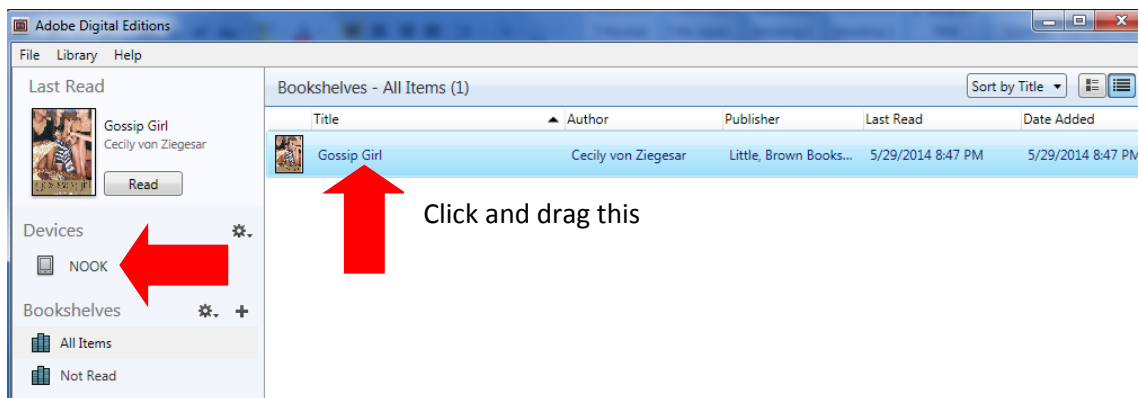 Adobe Digital Editions
File Library Help
Last Read
Gossip Girl
Cecily von Ziegesar
Read
Devices
NOOK
Bookshelves
All Items
Not Read
Bookshelves - All Items (1)
Sort by Title
Title Author Publisher Last Read Date Added
Gossip Girl Cecily von Ziegesar Little, Brown Books... 5/29/2014 8:47 PM 5/29/2014 8:47 PM
Click and drag this